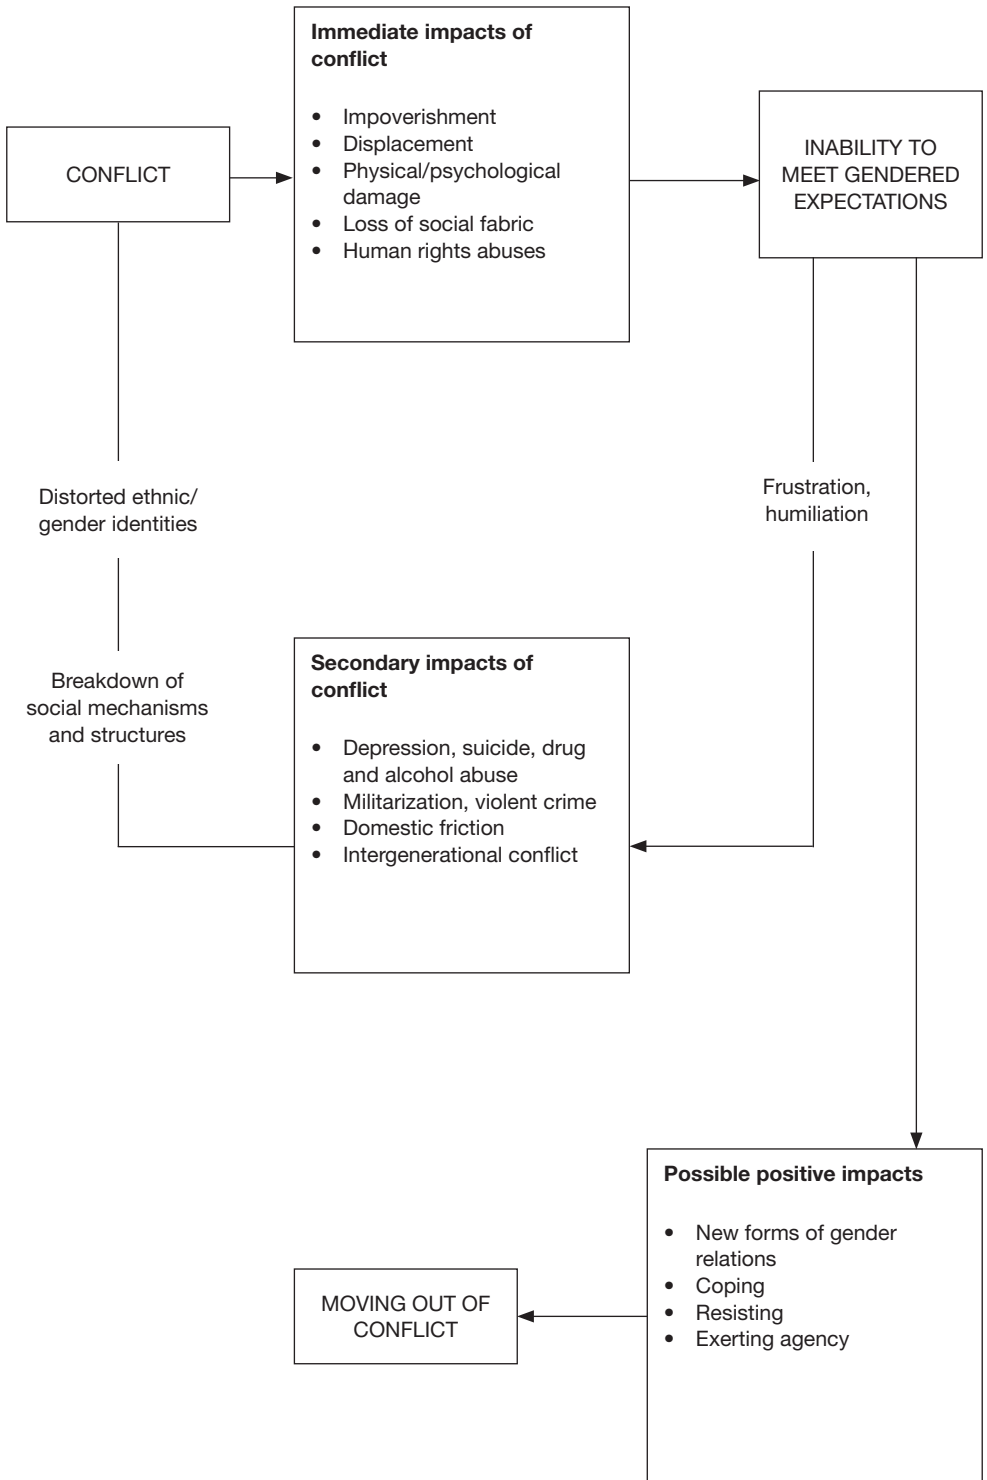 Immediate impacts of
conflict
• Impoverishment
• Displacement
• Physical/psychological
damage
• Loss of social fabric
• Human rights abuses
CONFLICT
INABILITY TO
MEET GENDERED
EXPECTATIONS
Distorted ethnic/
gender identities
Frustration,
humiliation
Breakdown of
social mechanisms
and structures
Secondary impacts of
conflict
• Depression, suicide, drug
and alcohol abuse
• Militarization, violent crime
• Domestic friction
• Intergenerational conflict
Possible positive impacts
• New forms of gender
relations
• Coping
• Resisting
• Exerting agency
MOVING OUT OF
CONFLICT